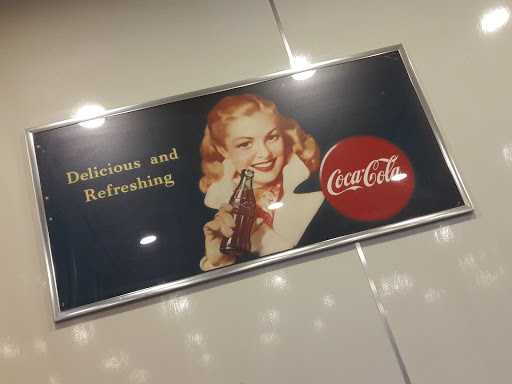 Delicious and
Refreshing
Coca-Cola